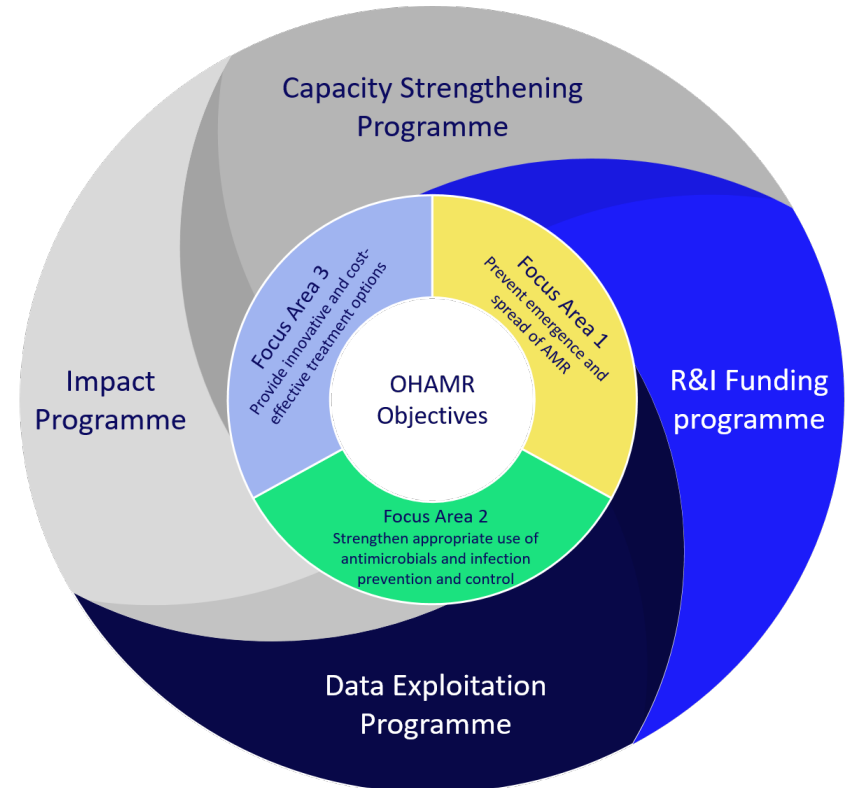 Capacity Strengthening
Programme
R&I Funding
programme
Data Exploitation
Programme
Impact
Programme
Focus Area 1
Prevent emergence and
spread of AMR
Focus Area 2
Strengthen appropriate use of
antimicrobials and infection
prevention and control
Focus Area 3
Provide innovative and cost-
effective treatment options
OHAMR
Objectives